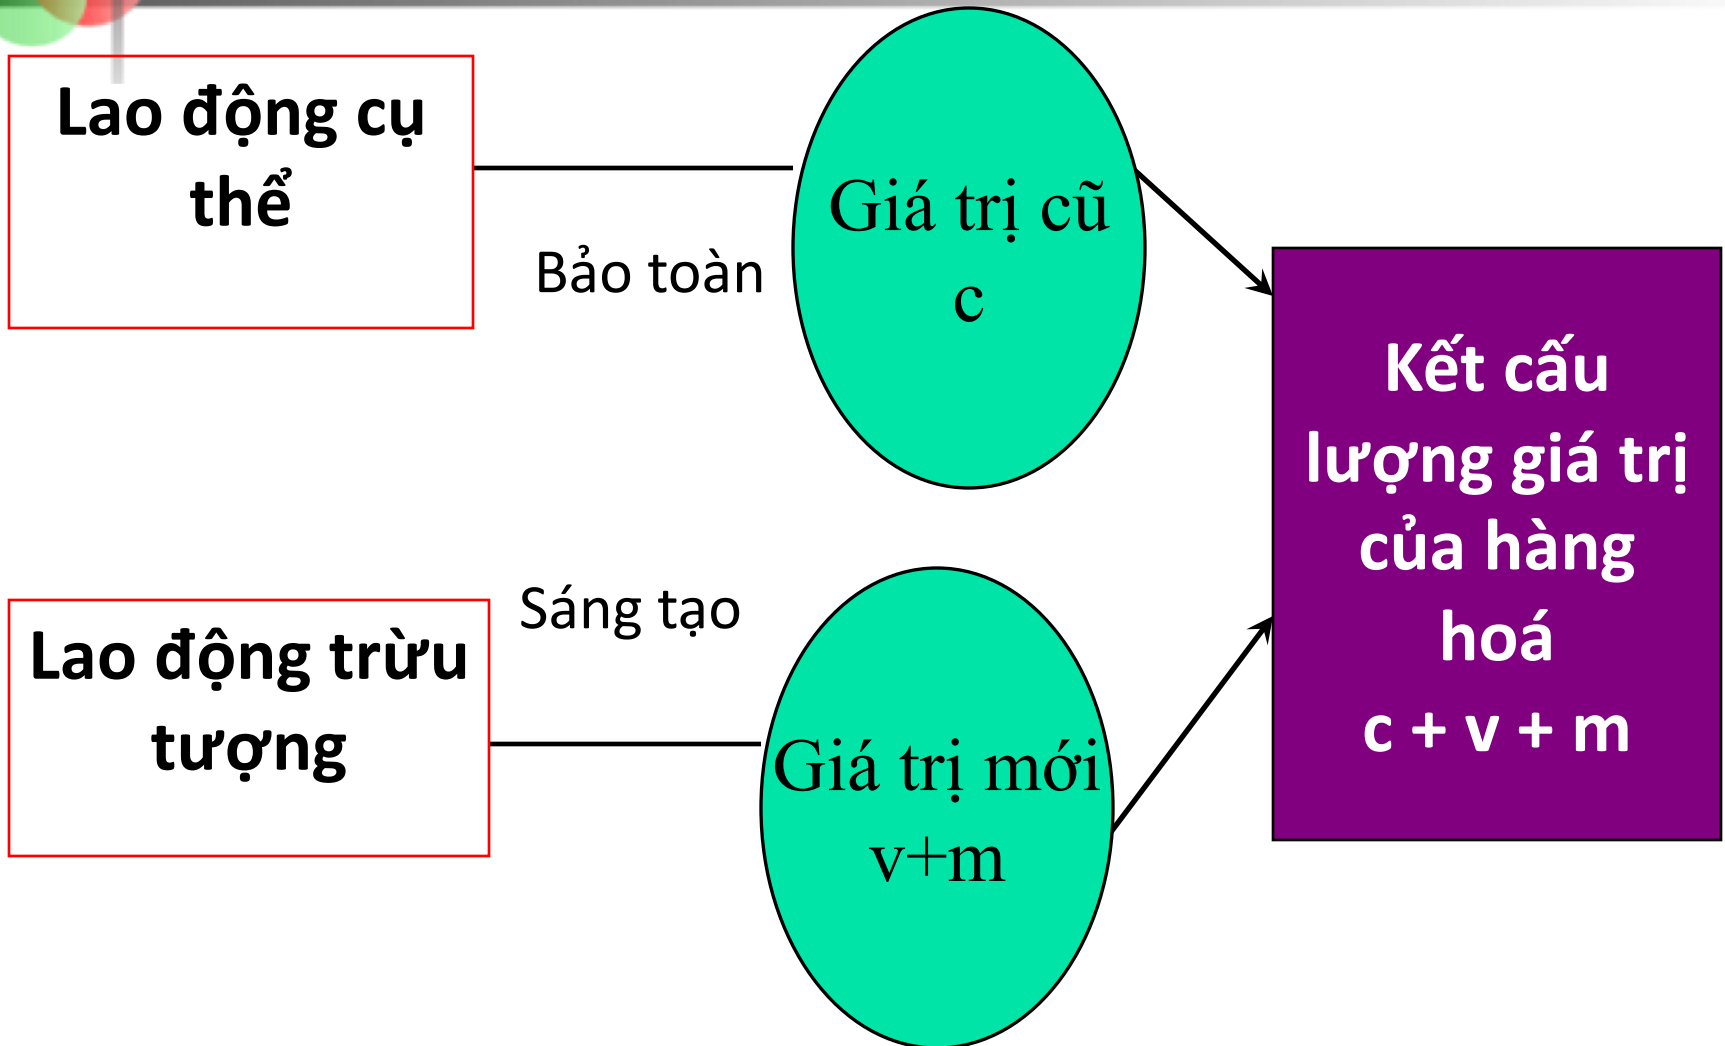 Lao động cụ
thể
Bảo toàn
Giá trị cũ
c
Lao động trừu
tượng
Sáng tạo
Giá trị mới
v+m
Kết cấu
lượng giá trị
của hàng
hoá
c + v + m